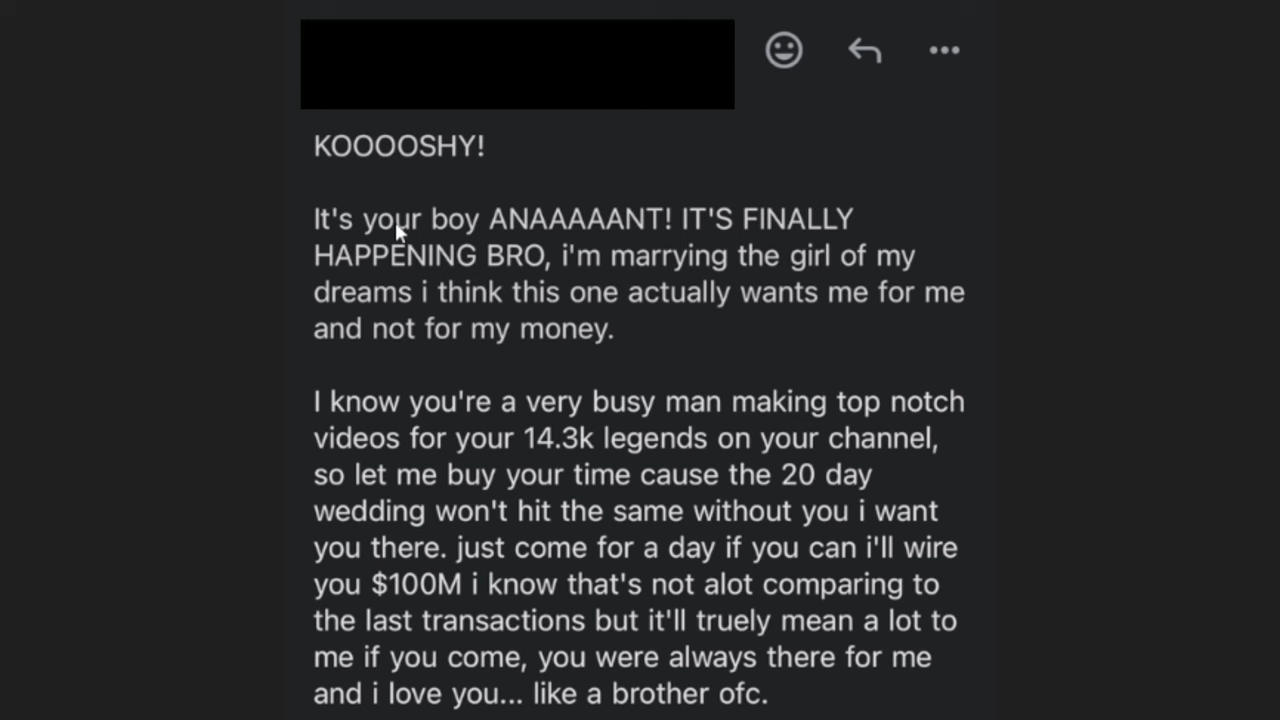 KOOOOSHY!
It's your boy ANAAAAANT! IT'S FINALLY
HAPPENING BRO, i'm marrying the girl of my
dreams i think this one actually wants me for me
and not for my money.
I know you're a very busy man making top notch
videos for your 14.3k legends on your channel,
so let me buy your time cause the 20 day
wedding won't hit the same without you i want
you there. just come for a day if you can i'll wire
you $100M i know that's not alot comparing to
the last transactions but it'll truely mean a lot to
me if you come, you were always there for me
and i love you... like a brother ofc.